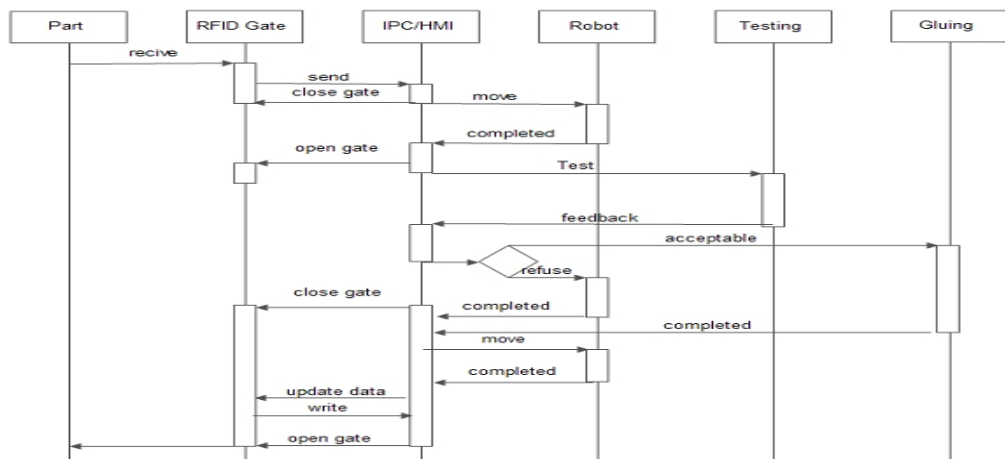 Part
RFID Gate
IPC/HMI
Robot
Testing
Gluing
recive
send
close gate
move
completed
open gate
Test
feedback
acceptable
refuse
close gate
completed
completed
move
completed
update data
write
open gate